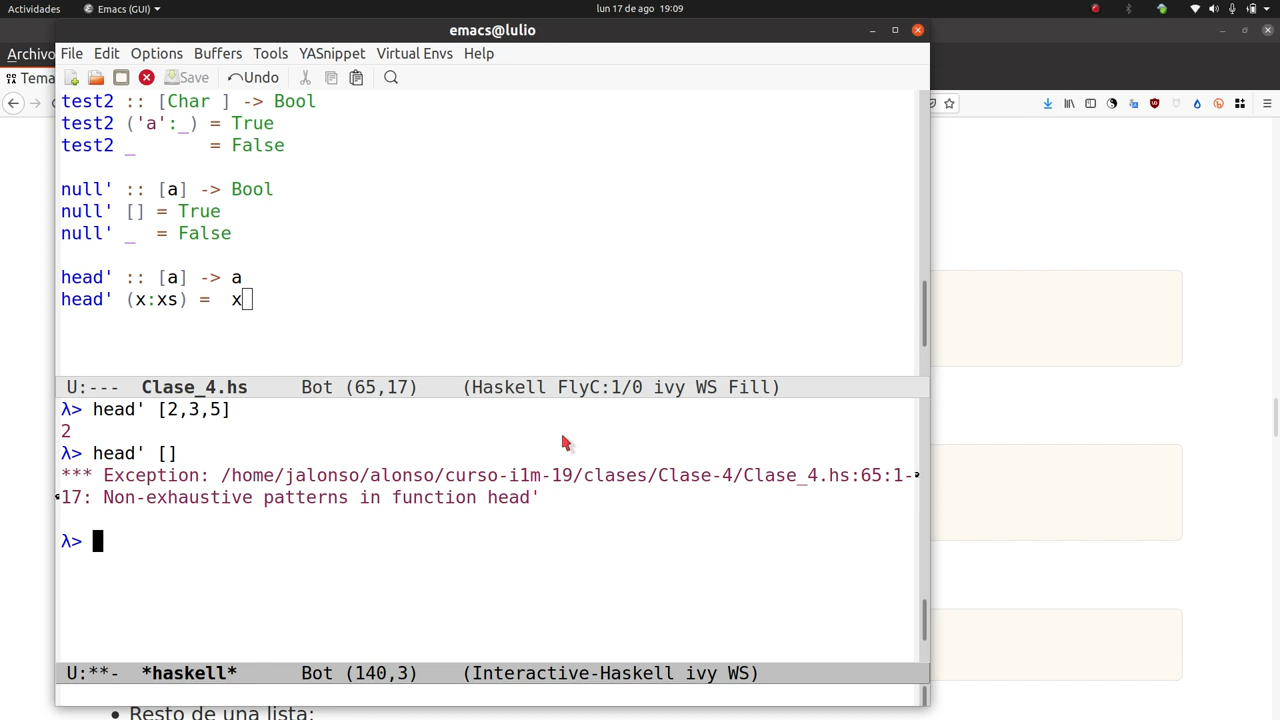 Actividades Emacs (GUI) lun 17 de ago 19:09
emacs@lulio
Archivo
File Edit Options Buffers Tools YASnippet Virtual Envs Help
Tema
Save Undo
test2 :: [Char ] -> Bool
test2 ('a':_) = True
test2 _       = False
null' :: [a] -> Bool
null' [] = True
null' _  = False
head' :: [a] -> a
head' (x:xs) =  x
U:--- Clase_4.hs Bot (65,17) (Haskell FlyC:1/0 ivy WS Fill)
λ> head' [2,3,5]
2
λ> head' []
*** Exception: /home/jalonso/alonso/curso-i1m-19/clases/Clase-4/Clase_4.hs:65:1-
17: Non-exhaustive patterns in function head'
λ>
U:**- *haskell* Bot (140,3) (Interactive-Haskell ivy WS)
Resto de una lista: